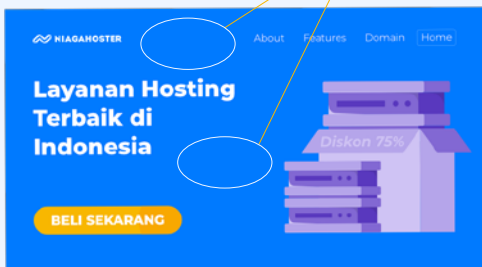 NIAGAHOSTER
About Features Domain Home
Layanan Hosting
Terbaik di
Indonesia
Diskon 75%
BELI SEKARANG